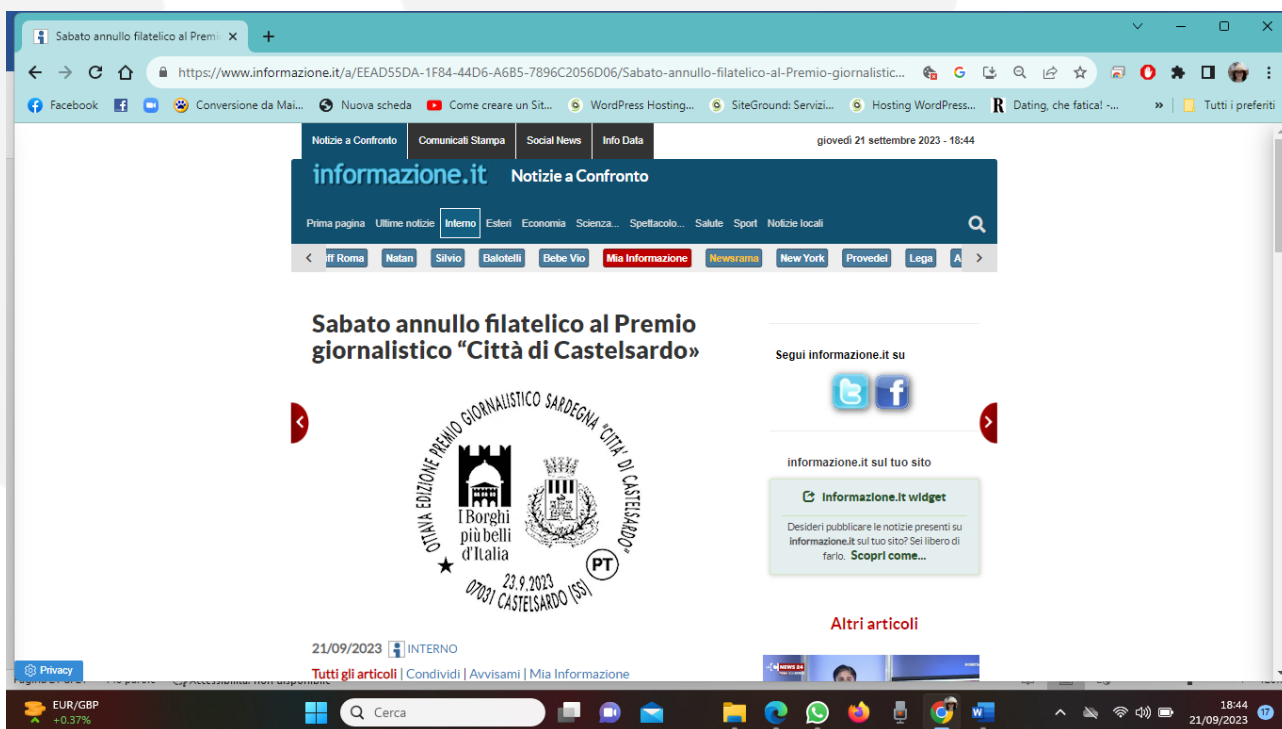 Sabato annullo filatelico al Premi
https://www.informazione.it/a/EEAD55DA-1F84-44D6-A6B5-7896C2056D06/Sabato-annullo-filatelico-al-Premio-giornalistic...
Facebook Conversione da Mai... Nuova scheda Come creare un Sit... WordPress Hosting... SiteGround: Servizi... Hosting WordPress... Dating, che fatica! -... » Tutti i preferiti
Notizie a Confronto Comunicati Stampa Social News Info Data giovedì 21 settembre 2023 - 18:44
informazione.it Notizie a Confronto
Prima pagina Ultime notizie Interno Esteri Economia Scienza... Spettacolo... Salute Sport Notizie locali
iff Roma Natan Silvio Balotelli Bebe Vio Mia Informazione Newsrama New York Provedel Lega A
Sabato annullo filatelico al Premio
giornalistico “Città di Castelsardo»
OTTAVA EDIZIONE PREMIO GIORNALISTICO SARDEGNA "CITTA' DI CASTELSARDO"
I Borghi
più belli
d'Italia
PT
23.9.2023
07031 CASTELSARDO (SS)
21/09/2023 INTERNO
Tutti gli articoli | Condividi | Avvisami | Mia Informazione
Segui informazione.it su
informazione.it sul tuo sito
Informazione.it widget
Desideri pubblicare le notizie presenti su
informazione.it sul tuo sito? Sei libero di
farlo. Scopri come...
Altri articoli
NEWS 24
Privacy
EUR/GBP
+0.37%
Cerca
18:44
21/09/2023
17